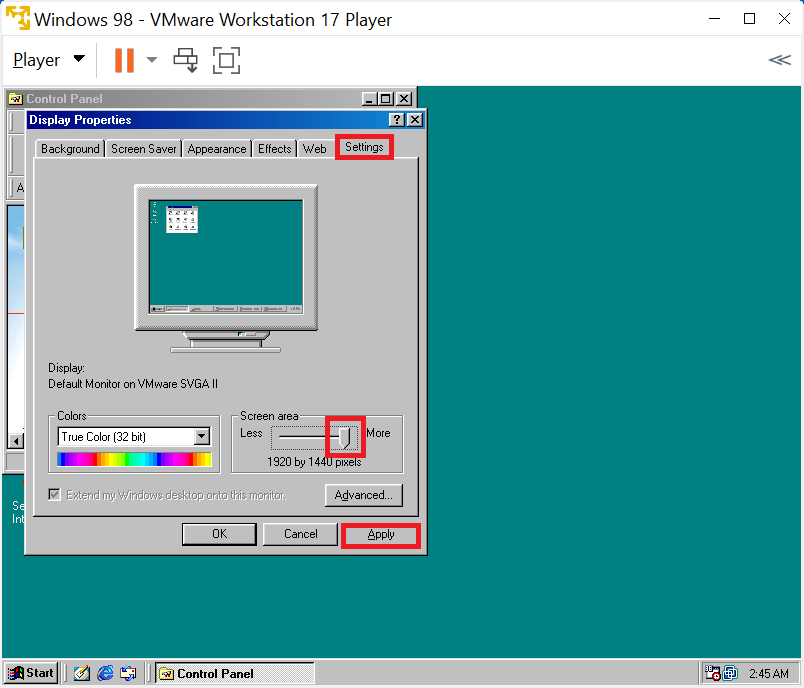 Windows 98 - VMware Workstation 17 Player
Player
Control Panel
Display Properties
Background Screen Saver Appearance Effects Web Settings
Display:
Default Monitor on VMware SVGA II
Colors
True Color (32 bit)
Screen area
Less More
1920 by 1440 pixels
Extend my Windows desktop onto this monitor.
Advanced...
OK Cancel Apply
Start Control Panel 2:45 AM